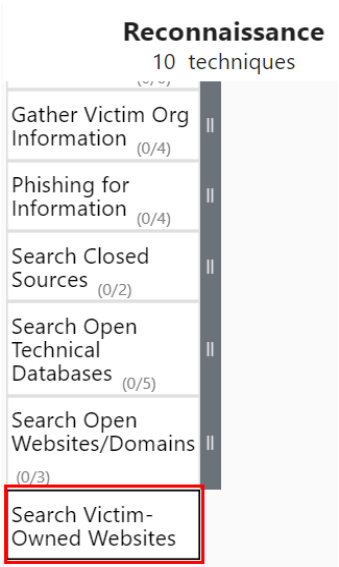 Reconnaissance
10 techniques
Gather Victim Org
Information (0/4)
Phishing for
Information (0/4)
Search Closed
Sources (0/2)
Search Open
Technical
Databases (0/5)
Search Open
Websites/Domains
(0/3)
Search Victim-
Owned Websites